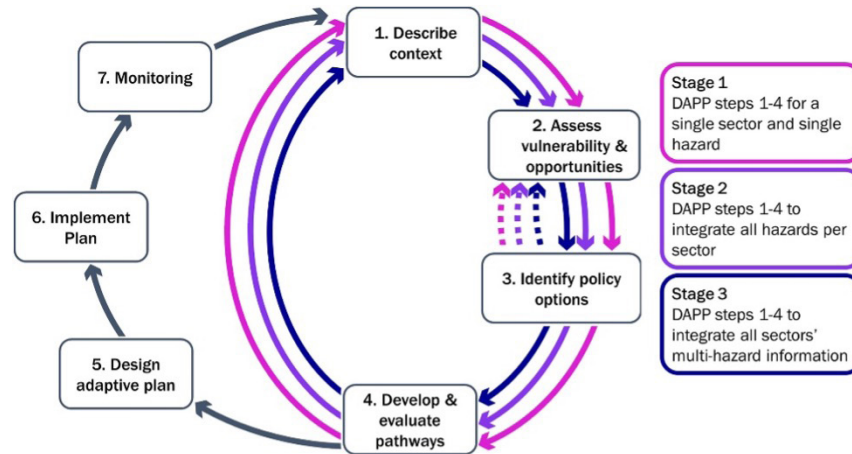 1. Describe
context
7. Monitoring
2. Assess
vulnerability &
opportunities
6. Implement
Plan
3. Identify policy
options
5. Design
adaptive plan
4. Develop &
evaluate
pathways
Stage 1
DAPP steps 1-4 for a
single sector and single
hazard
Stage 2
DAPP steps 1-4 to
integrate all hazards per
sector
Stage 3
DAPP steps 1-4 to
integrate all sectors'
multi-hazard information